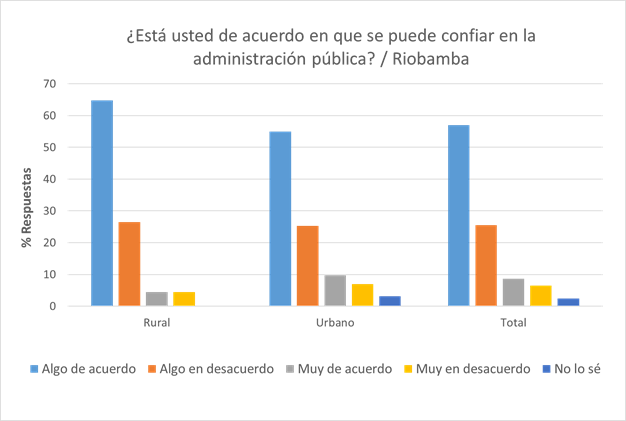 ¿Está usted de acuerdo en que se puede confiar en la
administración pública? / Riobamba
70
60
50
40
30
20
10
0
% Respuestas
Rural
Urbano
Total
Algo de acuerdo
Algo en desacuerdo
Muy de acuerdo
Muy en desacuerdo
No lo sé